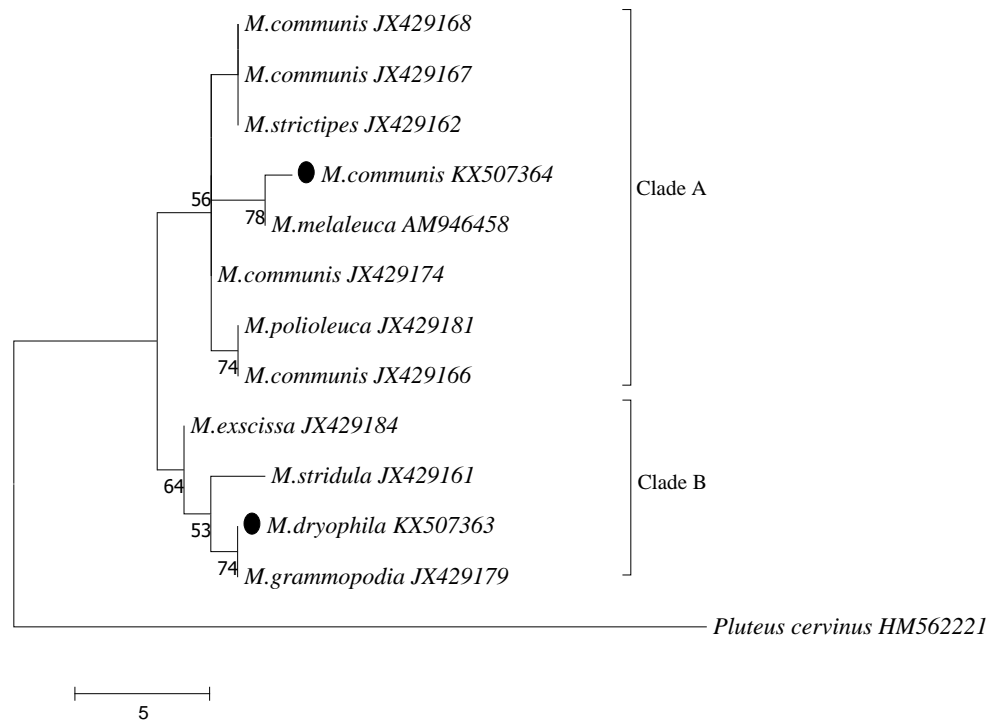 M.communis JX429168
M.communis JX429167
M.strictipes JX429162
M.communis KX507364
Clade A
56
78
M.melaleuca AM946458
M.communis JX429174
M.polioleuca JX429181
74
M.communis JX429166
M.exscissa JX429184
64
M.stridula JX429161
Clade B
53
M.dryophila KX507363
74
M.grammopodia JX429179
Pluteus cervinus HM562221
5